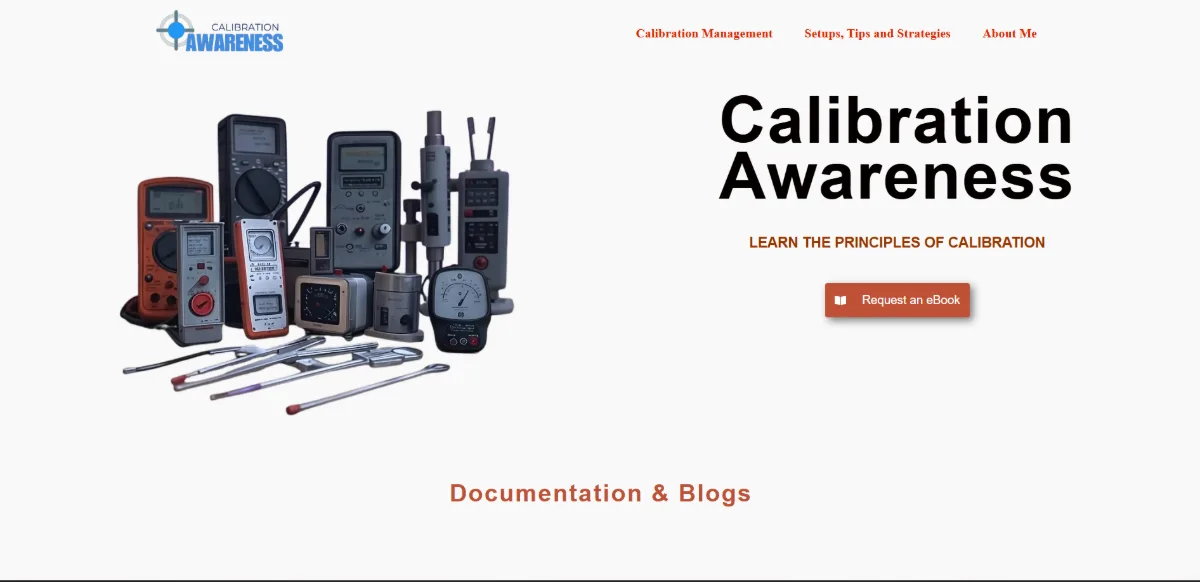 CALIBRATION
AWARENESS
Calibration Management
Setups, Tips and Strategies
About Me
Calibration
Awareness
LEARN THE PRINCIPLES OF CALIBRATION
Request an eBook
Documentation & Blogs